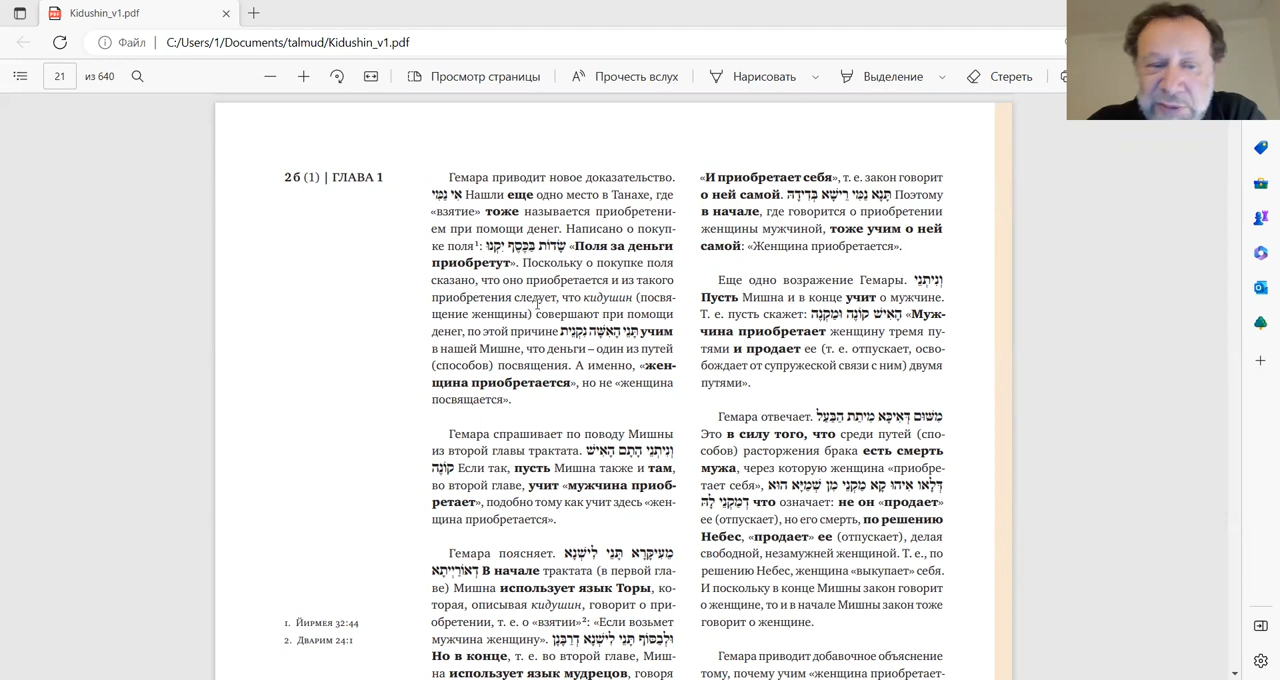 Kidushin_v1.pdf
Файл
C:/Users/1/Documents/talmud/Kidushin_v1.pdf
21
из 640
Просмотр страницы
Прочесть вслух
Нарисовать
Выделение
Стереть
2б (1) | ГЛАВА 1
Гемара приводит новое доказательство.
אִי נַמִּי Нашли еще одно место в Танахе, где
«взятие» тоже называется приобретени-
ем при помощи денег. Написано о покуп-
ке поля¹: שָׂדוֹת בַּכֶּסֶף יִקְנוּ «Поля за деньги
приобретут». Поскольку о покупке поля
сказано, что оно приобретается и из такого
приобретения следует, что кидушин (посвя-
щение женщины) совершают при помощи
денег, по этой причине תָּנֵי הָאִשָּׁה נִקְנֵית учим
в нашей Мишне, что деньги – один из путей
(способов) посвящения. А именно, «жен-
щина приобретается», но не «женщина
посвящается».
Гемара спрашивает по поводу Мишны
из второй главы трактата. וְנִיתְנֵי הָתָם הָאִישׁ
קוֹנֶה Если так, пусть Мишна также и там,
во второй главе, учит «мужчина приоб-
ретает», подобно тому как учит здесь «жен-
щина приобретается».
Гемара поясняет. מֵעִיקָּרָא תָּנֵי לִישָּׁנָא
דְאוֹרַיְיתָא В начале трактата (в первой гла-
ве) Мишна использует язык Торы, ко-
торая, описывая кидушин, говорит о при-
обретении, т. е. о «взятии»²: «Если возьмет
мужчина женщину». וּלְבַסּוֹף תָּנֵי לִישָּׁנָא דְרַבָּנַן
Но в конце, т. е. во второй главе, Миш-
на использует язык мудрецов, говоря
1. Йирмея 32:44
2. Дварим 24:1
«И приобретает себя», т. е. закон говорит
о ней самой. תָּנָא נַמִּי רֵישָׁא בְּדִידָהּ Поэтому
в начале, где говорится о приобретении
женщины мужчиной, тоже учим о ней
самой: «Женщина приобретается».
Еще одно возражение Гемары. וְנִיתְנֵי
Пусть Мишна и в конце учит о мужчине.
Т. е. пусть скажет: הָאִישׁ קוֹנֶה וּמַקְנֶה «Муж-
чина приобретает женщину тремя пу-
тями и продает ее (т. е. отпускает, осво-
бождает от супружеской связи с ним) двумя
путями».
Гемара отвечает. מִשּׁוּם דְּאִיכָּא מִיתַת הַבַּעַל
Это в силу того, что среди путей (спо-
собов) расторжения брака есть смерть
мужа, через которую женщина «приобре-
тает себя», דְּלָאו אִיהוּ קָא מַקְנֵי מִן שְׁמַיָּא הוּא
דְּמַקְנֵי לָהּ что означает: не он «продает»
ее (отпускает), но его смерть, по решению
Небес, «продает» ее (отпускает), делая
свободной, незамужней женщиной. Т. е., по
решению Небес, женщина «выкупает» себя.
И поскольку в конце Мишны закон говорит
о женщине, то и в начале Мишны закон тоже
говорит о женщине.
Гемара приводит добавочное объяснение
тому, почему учим «женщина приобретает-